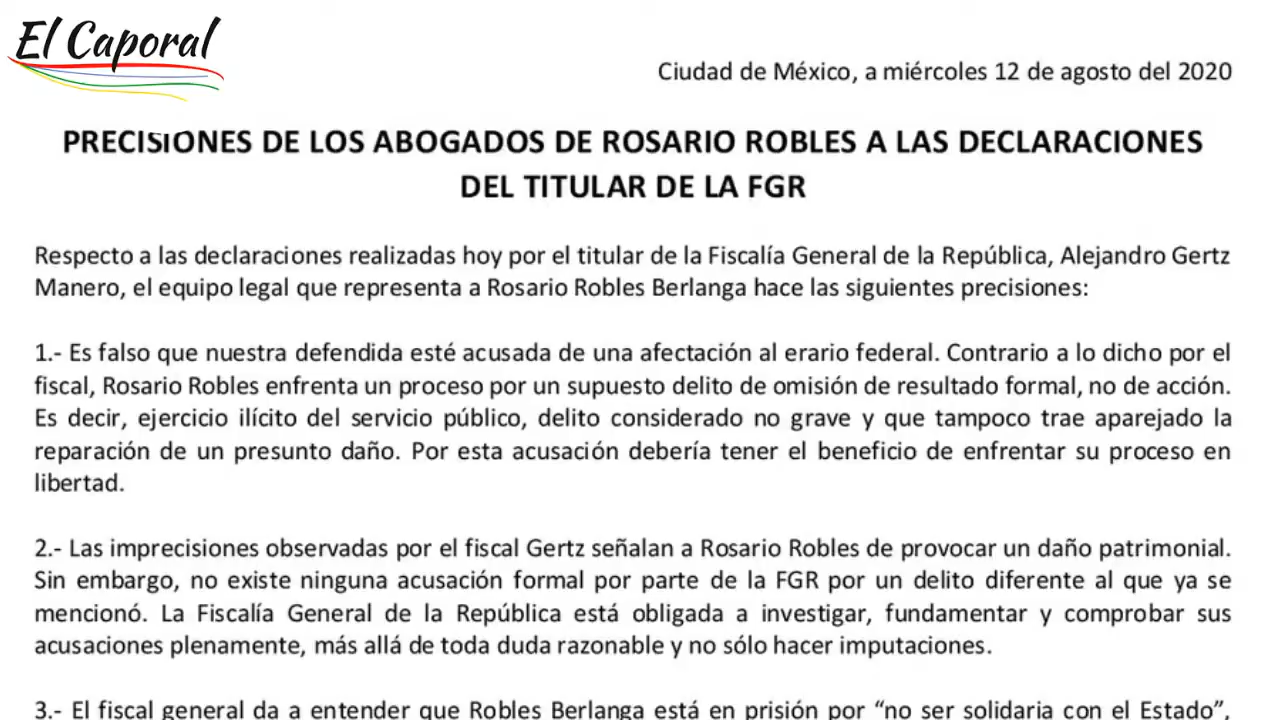 El Caporal
Ciudad de México, a miércoles 12 de agosto del 2020
PRECISIONES DE LOS ABOGADOS DE ROSARIO ROBLES A LAS DECLARACIONES
DEL TITULAR DE LA FGR
Respecto a las declaraciones realizadas hoy por el titular de la Fiscalía General de la República, Alejandro Gertz
Manero, el equipo legal que representa a Rosario Robles Berlanga hace las siguientes precisiones:
1.- Es falso que nuestra defendida esté acusada de una afectación al erario federal. Contrario a lo dicho por el
fiscal, Rosario Robles enfrenta un proceso por un supuesto delito de omisión de resultado formal, no de acción.
Es decir, ejercicio ilícito del servicio público, delito considerado no grave y que tampoco trae aparejado la
reparación de un presunto daño. Por esta acusación debería tener el beneficio de enfrentar su proceso en
libertad.
2.- Las imprecisiones observadas por el fiscal Gertz señalan a Rosario Robles de provocar un daño patrimonial.
Sin embargo, no existe ninguna acusación formal por parte de la FGR por un delito diferente al que ya se
mencionó. La Fiscalía General de la República está obligada a investigar, fundamentar y comprobar sus
acusaciones plenamente, más allá de toda duda razonable y no sólo hacer imputaciones.
3.- El fiscal general da a entender que Robles Berlanga está en prisión por “no ser solidaria con el Estado”,